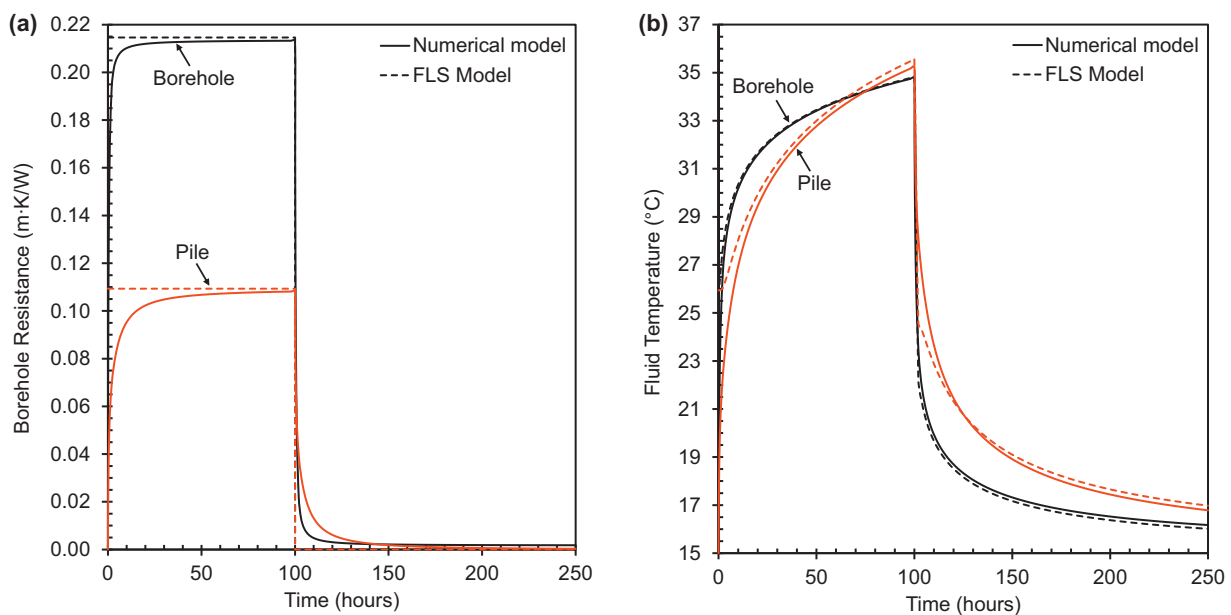 (a)
Borehole Resistance (m·K/W)
0.22
0.20
0.18
0.16
0.14
0.12
0.10
0.08
0.06
0.04
0.02
0.00
0
50
100
150
200
250
Time (hours)
Numerical model
FLS Model
Borehole
Pile
(b)
Fluid Temperature (°C)
37
35
33
31
29
27
25
23
21
19
17
15
0
50
100
150
200
250
Time (hours)
Numerical model
FLS Model
Borehole
Pile